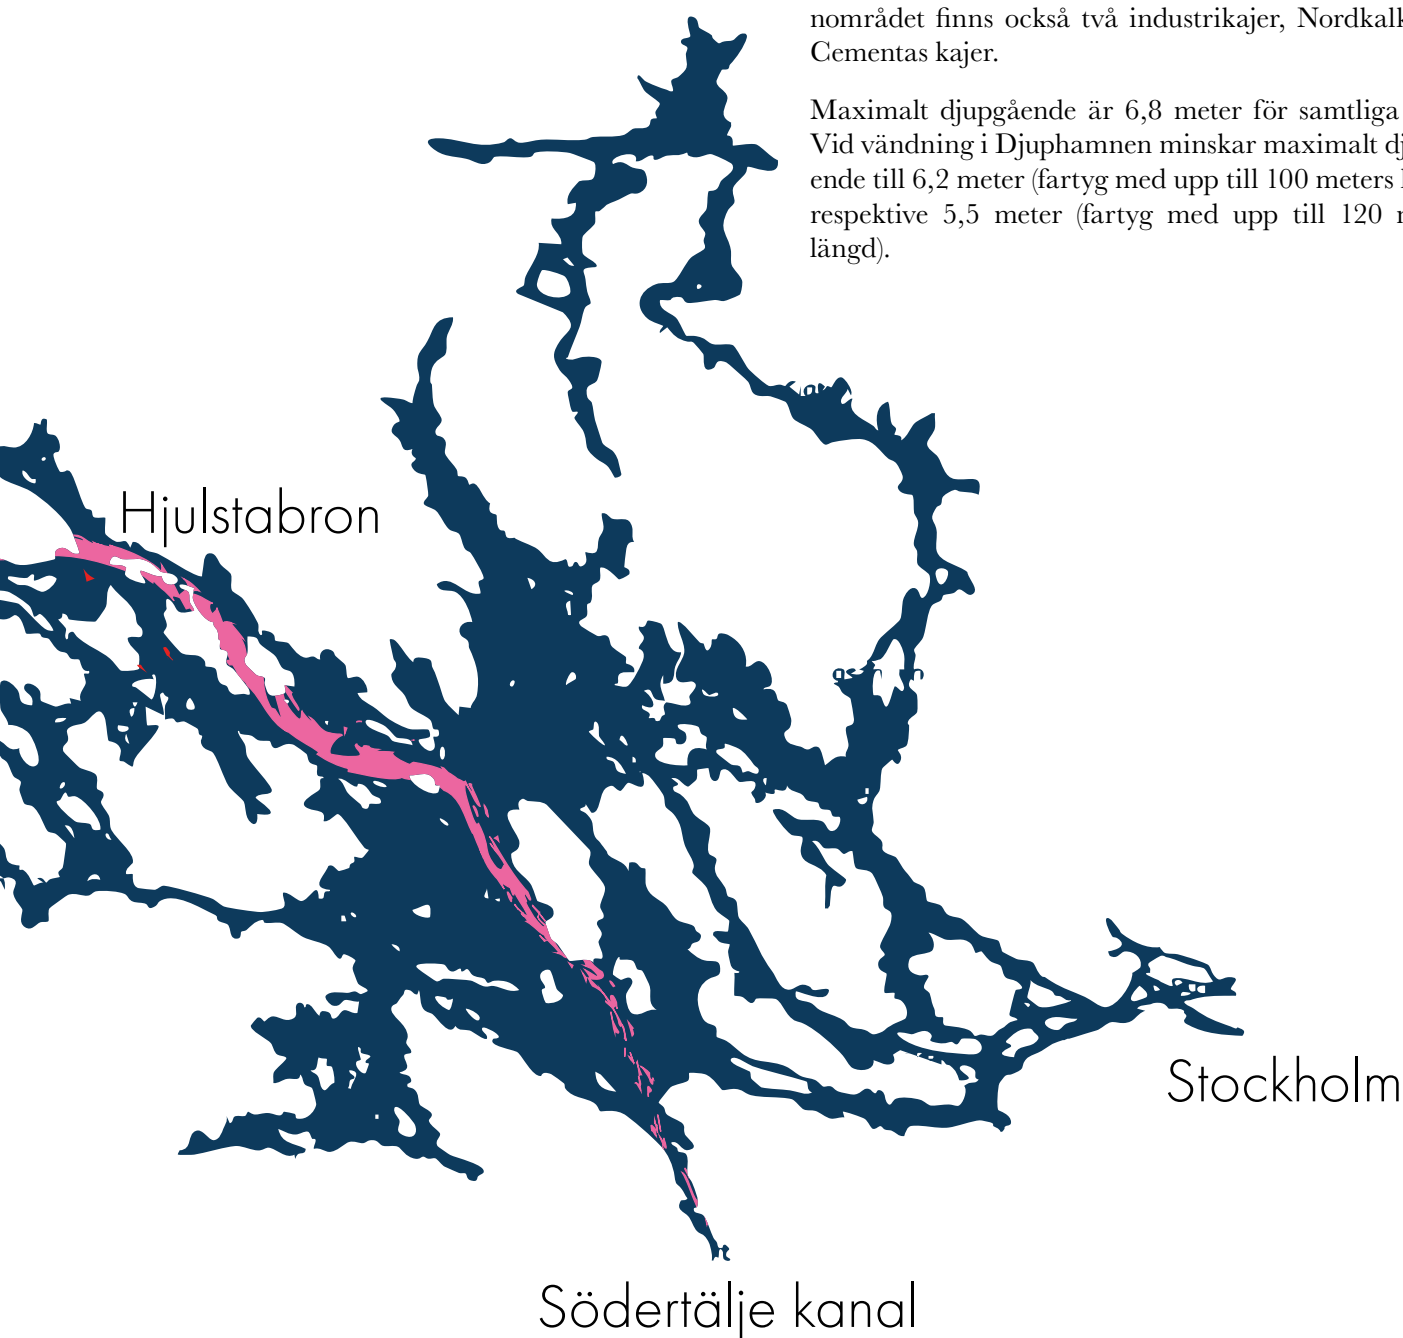 nområdet finns också två industrikajer, Nordkalk
Cementas kajer.
Maximalt djupgående är 6,8 meter för samtliga
Vid vändning i Djuphamnen minskar maximalt dj
ende till 6,2 meter (fartyg med upp till 100 meters
respektive 5,5 meter (fartyg med upp till 120
längd).
Hjulstabron
Stockholm
Södertälje kanal